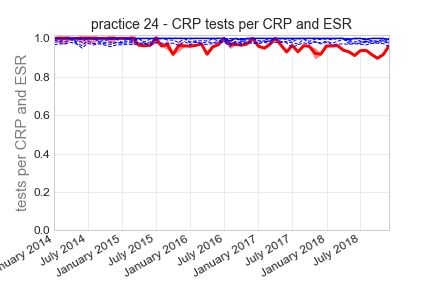 practice 24 - CRP tests per CRP and ESR
tests per CRP and ESR
1.0
0.8
0.6
0.4
0.2
0.0
nuary 2014
July 2014
January 2015
July 2015
January 2016
July 2016
January 2017
July 2017
January 2018
July 2018